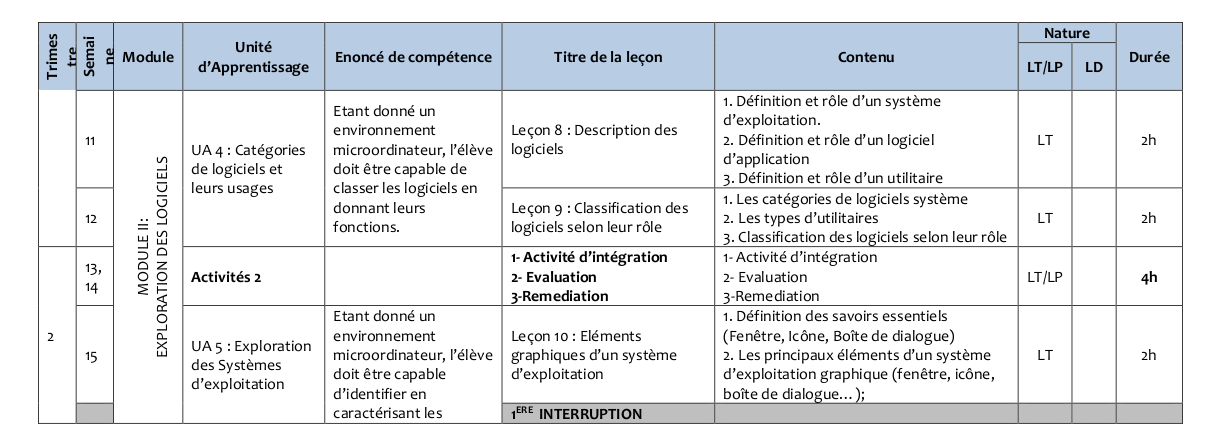 Trimes
tre
Semai
ne
Module
Unité
d'Apprentissage
Enoncé de compétence
Titre de la leçon
Contenu
Nature
LT/LP
LD
Durée
MODULE II:
EXPLORATION DES LOGICIELS
11
UA 4 : Catégories
de logiciels et
leurs usages
Etant donné un
environnement
microordinateur, l'élève
doit être capable de
classer les logiciels en
donnant leurs
fonctions.
Leçon 8 : Description des
logiciels
1. Définition et rôle d'un système
d'exploitation.
2. Définition et rôle d'un logiciel
d'application
3. Définition et rôle d'un utilitaire
LT
2h
12
Leçon 9 : Classification des
logiciels selon leur rôle
1. Les catégories de logiciels système
2. Les types d'utilitaires
3. Classification des logiciels selon leur rôle
LT
2h
2
13,
14
Activités 2
1- Activité d'intégration
2- Evaluation
3-Remediation
1- Activité d'intégration
2- Evaluation
3-Remediation
LT/LP
4h
15
UA 5 : Exploration
des Systèmes
d'exploitation
Etant donné un
environnement
microordinateur, l'élève
doit être capable
d'identifier en
caractérisant les
Leçon 10 : Eléments
graphiques d'un système
d'exploitation
1. Définition des savoirs essentiels
(Fenêtre, Icône, Boîte de dialogue)
2. Les principaux éléments d'un système
d'exploitation graphique (fenêtre, icône,
boîte de dialogue…);
LT
2h
1ERE INTERRUPTION